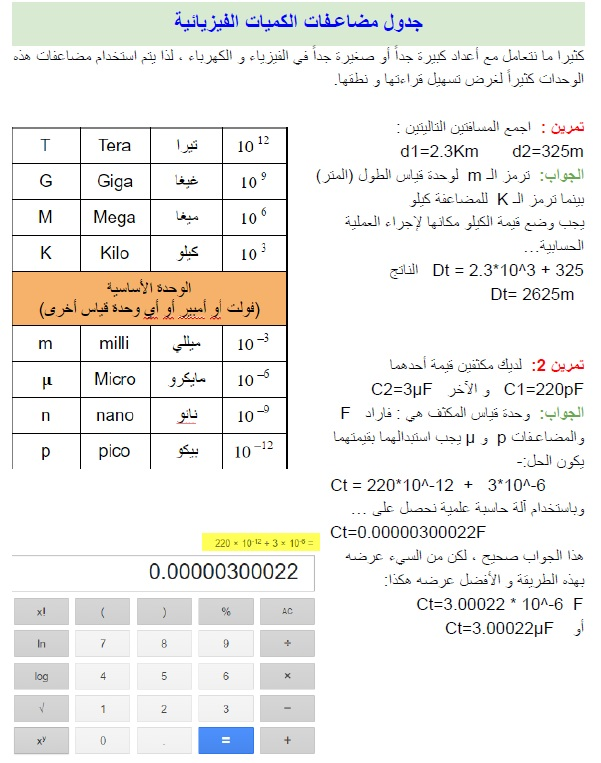 جدول مضاعفات الكميات الفيزيائية
كثيرا ما نتعامل مع أعداد كبيرة جداً أو صغيرة جداً في الفيزياء و الكهرباء ، لذا يتم استخدام مضاعفات هذه
الوحدات كثيراً لغرض تسهيل قراءتها و نطقها.
تمرين : اجمع المسافتين التاليتين :
d1=2.3Km d2=325m
الجواب: ترمز الـ m لوحدة قياس الطول (المتر)
بينما ترمز الـ K للمضاعفة كيلو
يجب وضع قيمة الكيلو مكانها لإجراء العملية
الحسابية...
الناتج Dt = 2.3*10^3 + 325
Dt= 2625m
تمرين 2: لديك مكثفين قيمة أحدهما
C1=220pF و الآخر C2=3µF
الجواب: وحدة قياس المكثف هي : فاراد F
والمضاعفات p و µ يجب استبدالهما بقيمتهما
يكون الحل:-
Ct = 220*10^-12 + 3*10^-6
وباستخدام آلة حاسبة علمية نحصل على ...
Ct=0.00000300022F
هذا الجواب صحيح ، لكن من السيء عرضه
بهذه الطريقة و الأفضل عرضه هكذا:
Ct=3.00022 * 10^-6 F
أو Ct=3.00022µF
T Tera تيرا 10 12
G Giga غيغا 10 9
M Mega ميغا 10 6
K Kilo كيلو 10 3
الوحدة الأساسية
(فولت أو أمبير أو أي وحدة قياس أخرى)
m milli ميللي 10 –3
µ Micro مايكرو 10 –6
n nano نانو 10 –9
p pico بيكو 10 –12
220 × 10-12 + 3 × 10-6 =
0.00000300022
x! ( ) % AC
ln 7 8 9 ÷
log 4 5 6 ×
√ 1 2 3 −
xy 0 . = +